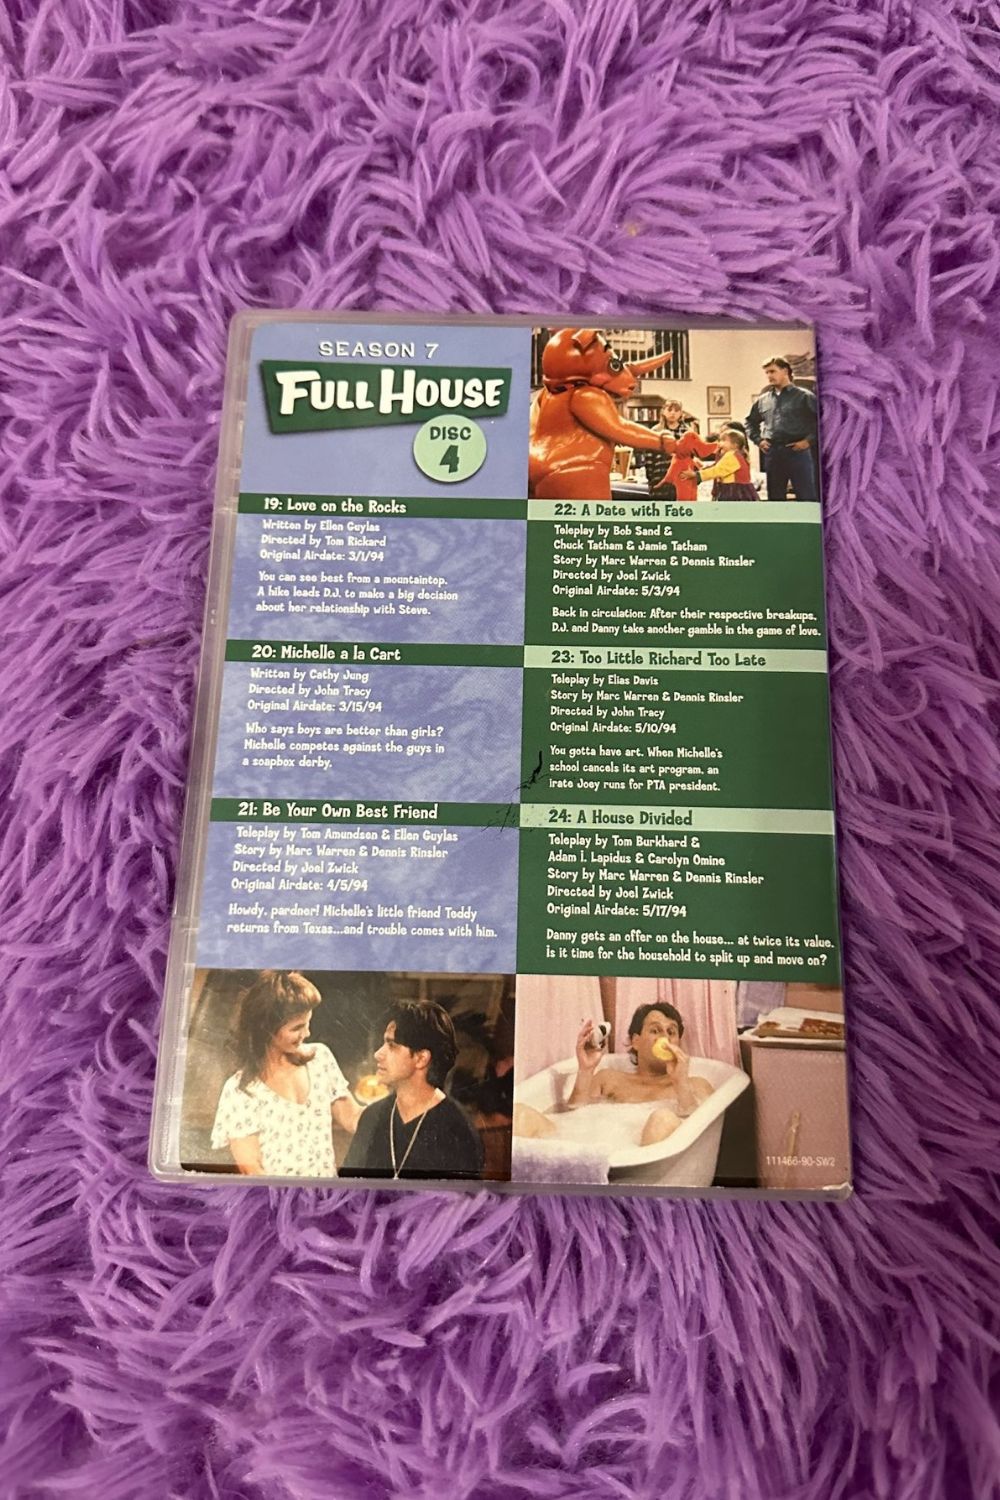 SEASON 7
FULL HOUSE
DISC
4
19: Love on the Rocks
Written by Ellen Guylas
Directed by Tom Rickard
Original Airdate: 3/1/94
You can see best from a mountaintop.
A hike leads D.J. to make a big decision
about her relationship with Steve.
20: Michelle a la Cart
Written by Cathy Jung
Directed by John Tracy
Original Airdate: 3/15/94
Who says boys are better than girls?
Michelle competes against the guys in
a soapbox derby.
21: Be Your Own Best Friend
Teleplay by Tom Amundsen & Ellen Guylas
Story by Marc Warren & Dennis Rinsler
Directed by Joel Zwick
Original Airdate: 4/5/94
Howdy, pardner! Michelle's little friend Teddy
returns from Texas...and trouble comes with him.
22: A Date with Fate
Teleplay by Bob Sand &
Chuck Tatham & Jamie Tatham
Story by Marc Warren & Dennis Rinsler
Directed by Joel Zwick
Original Airdate: 5/3/94
Back in circulation: After their respective breakups,
D.J. and Danny take another gamble in the game of love.
23: Too Little Richard Too Late
Teleplay by Elias Davis
Story by Marc Warren & Dennis Rinsler
Directed by John Tracy
Original Airdate: 5/10/94
You gotta have art. When Michelle's
school cancels its art program, an
irate Joey runs for PTA president.
24: A House Divided
Teleplay by Tom Burkhard &
Adam I. Lapidus & Carolyn Omine
Story by Marc Warren & Dennis Rinsler
Directed by Joel Zwick
Original Airdate: 5/17/94
Danny gets an offer on the house... at twice its value.
Is it time for the household to split up and move on?
111466-90-SW2